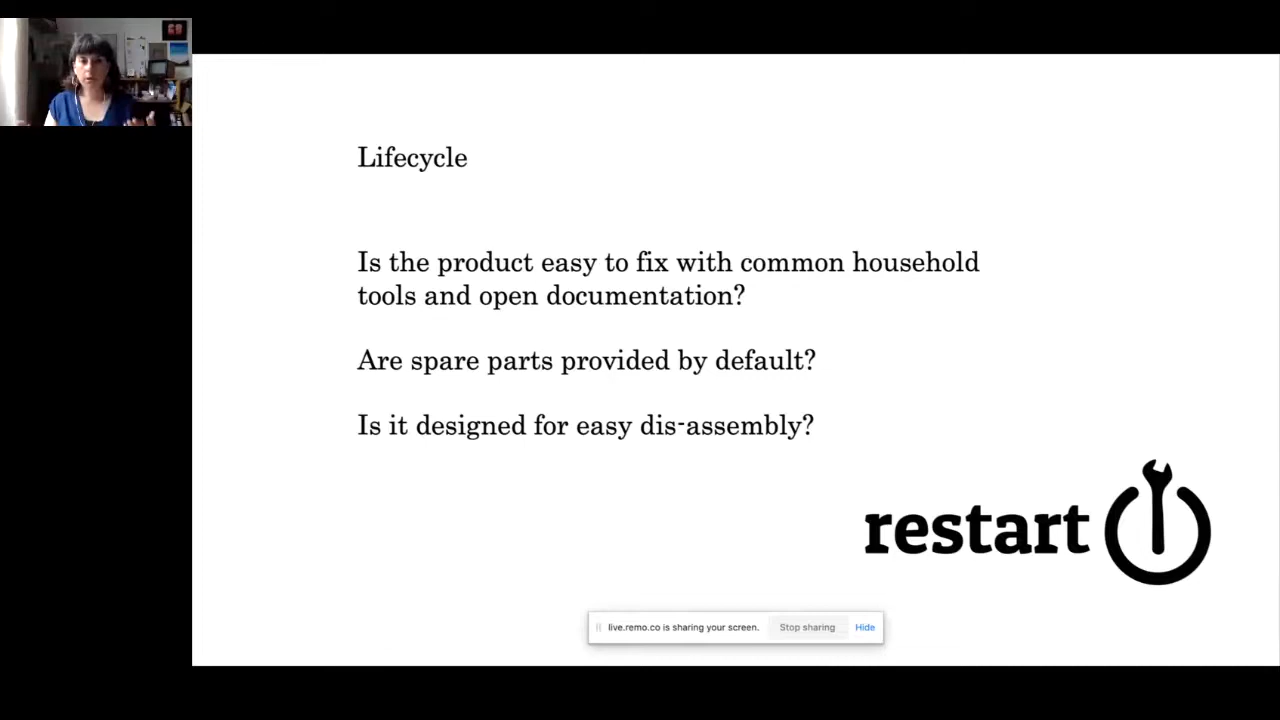 Lifecycle
Is the product easy to fix with common household
tools and open documentation?
Are spare parts provided by default?
Is it designed for easy dis-assembly?
restart
live.remo.co is sharing your screen.
Stop sharing
Hide